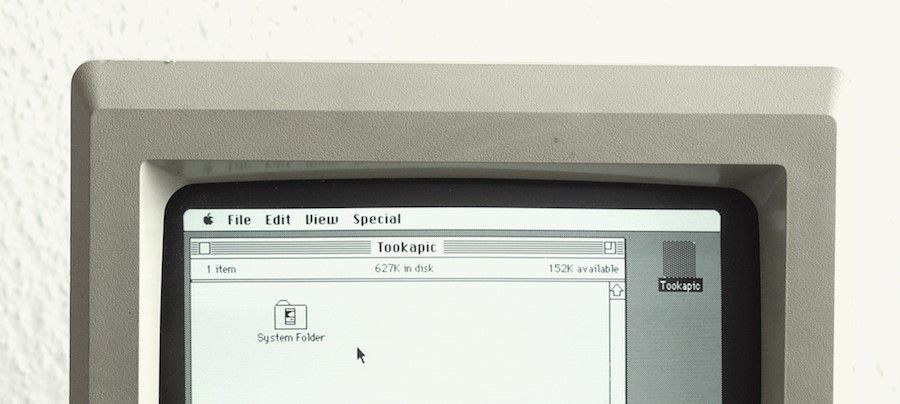 File Edit View Special
Tookapic
1 item 627K in disk 152K available
Tookapic
System Folder